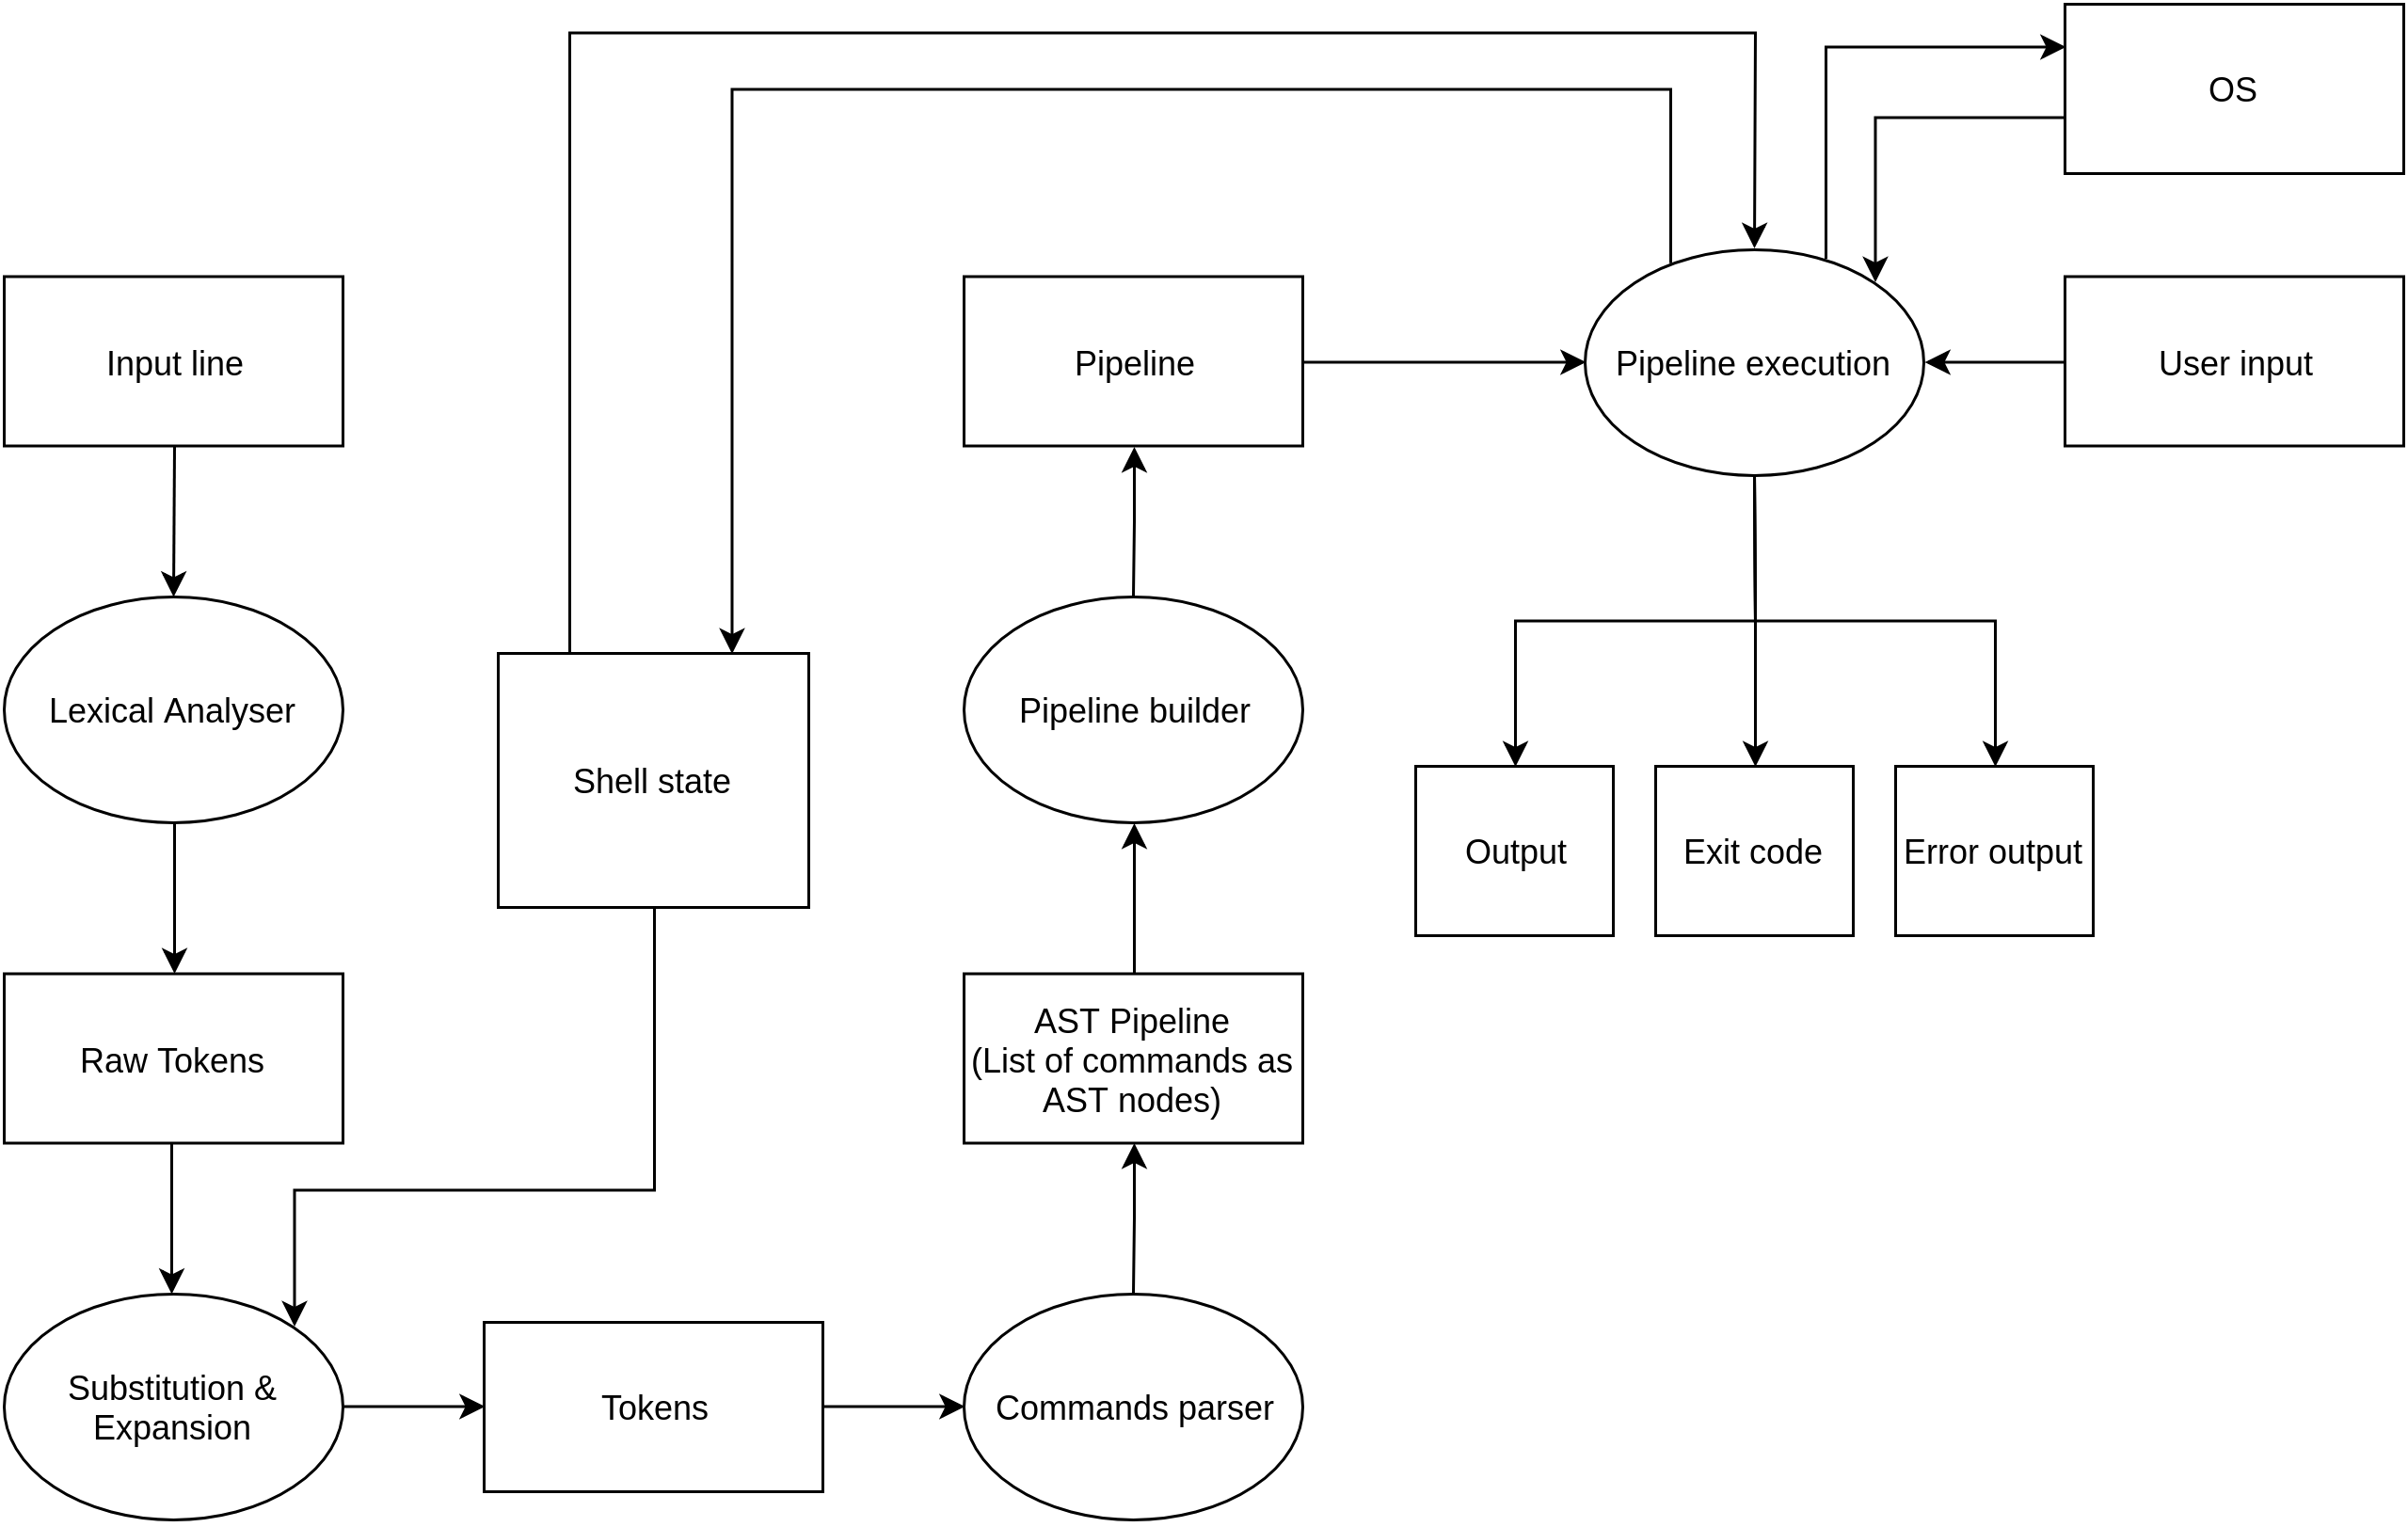 OS
Input line
Pipeline
Pipeline execution
User input
Lexical Analyser
Shell state
Pipeline builder
Output
Exit code
Error output
Raw Tokens
AST Pipeline
(List of commands as
AST nodes)
Substitution &
Expansion
Tokens
Commands parser